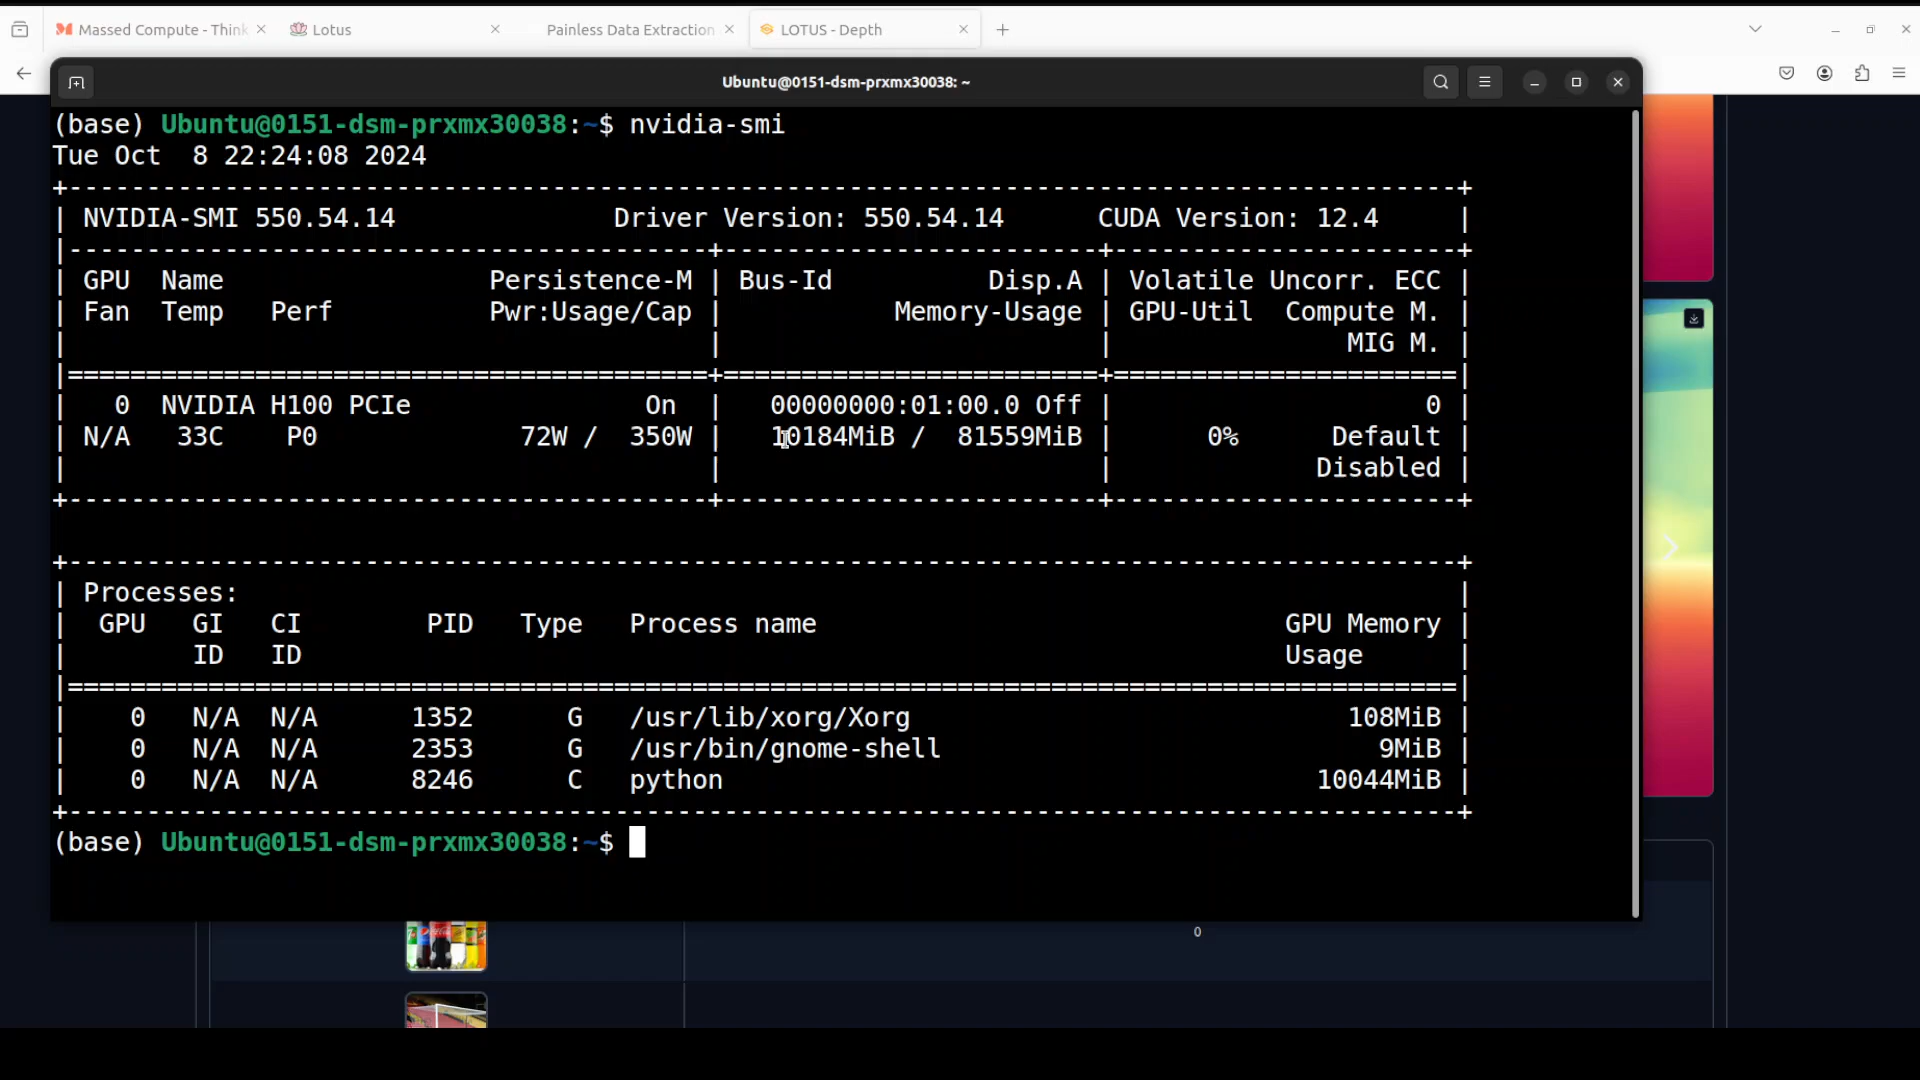 Massed Compute - Think
Lotus
Painless Data Extraction
LOTUS - Depth
Ubuntu@0151-dsm-prxmx30038: ~
(base) Ubuntu@0151-dsm-prxmx30038:~$ nvidia-smi
Tue Oct  8 22:24:08 2024
+-----------------------------------------------------------------------------------------+
| NVIDIA-SMI 550.54.14              Driver Version: 550.54.14      CUDA Version: 12.4     |
|-----------------------------------------+------------------------+----------------------+
| GPU  Name                 Persistence-M | Bus-Id          Disp.A | Volatile Uncorr. ECC |
| Fan  Temp   Perf          Pwr:Usage/Cap |           Memory-Usage | GPU-Util  Compute M. |
|                                         |                        |               MIG M. |
|=========================================+========================+======================|
|   0  NVIDIA H100 PCIe               On  |   00000000:01:00.0 Off |                    0 |
| N/A   33C    P0             72W /  350W |   10184MiB /  81559MiB |      0%      Default |
|                                         |                        |             Disabled |
+-----------------------------------------+------------------------+----------------------+
+-----------------------------------------------------------------------------------------+
| Processes:                                                                              |
|  GPU   GI   CI        PID   Type   Process name                              GPU Memory |
|        ID   ID                                                               Usage      |
|=========================================================================================|
|    0   N/A  N/A      1352      G   /usr/lib/xorg/Xorg                            108MiB |
|    0   N/A  N/A      2353      G   /usr/bin/gnome-shell                            9MiB |
|    0   N/A  N/A      8246      C   python                                      10044MiB |
+-----------------------------------------------------------------------------------------+
(base) Ubuntu@0151-dsm-prxmx30038:~$
0